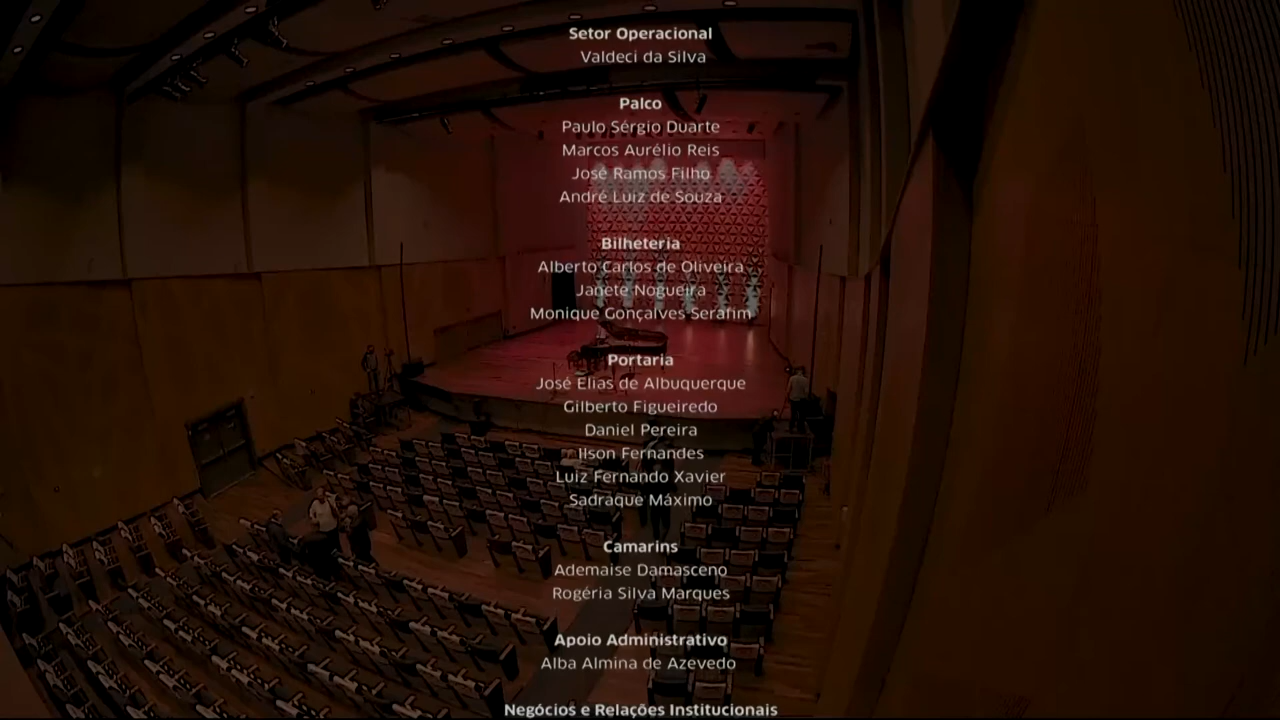 Setor Operacional
Valdeci da Silva
Palco
Paulo Sérgio Duarte
Marcos Aurélio Reis
José Ramos Filho
André Luiz de Souza
Bilheteria
Alberto Carlos de Oliveira
Janete Nogueira
Monique Gonçalves Serafim
Portaria
José Elias de Albuquerque
Gilberto Figueiredo
Daniel Pereira
Ilson Fernandes
Luiz Fernando Xavier
Sadraque Máximo
Camarins
Ademaise Damasceno
Rogéria Silva Marques
Apoio Administrativo
Alba Almina de Azevedo
Negócios e Relações Institucionais